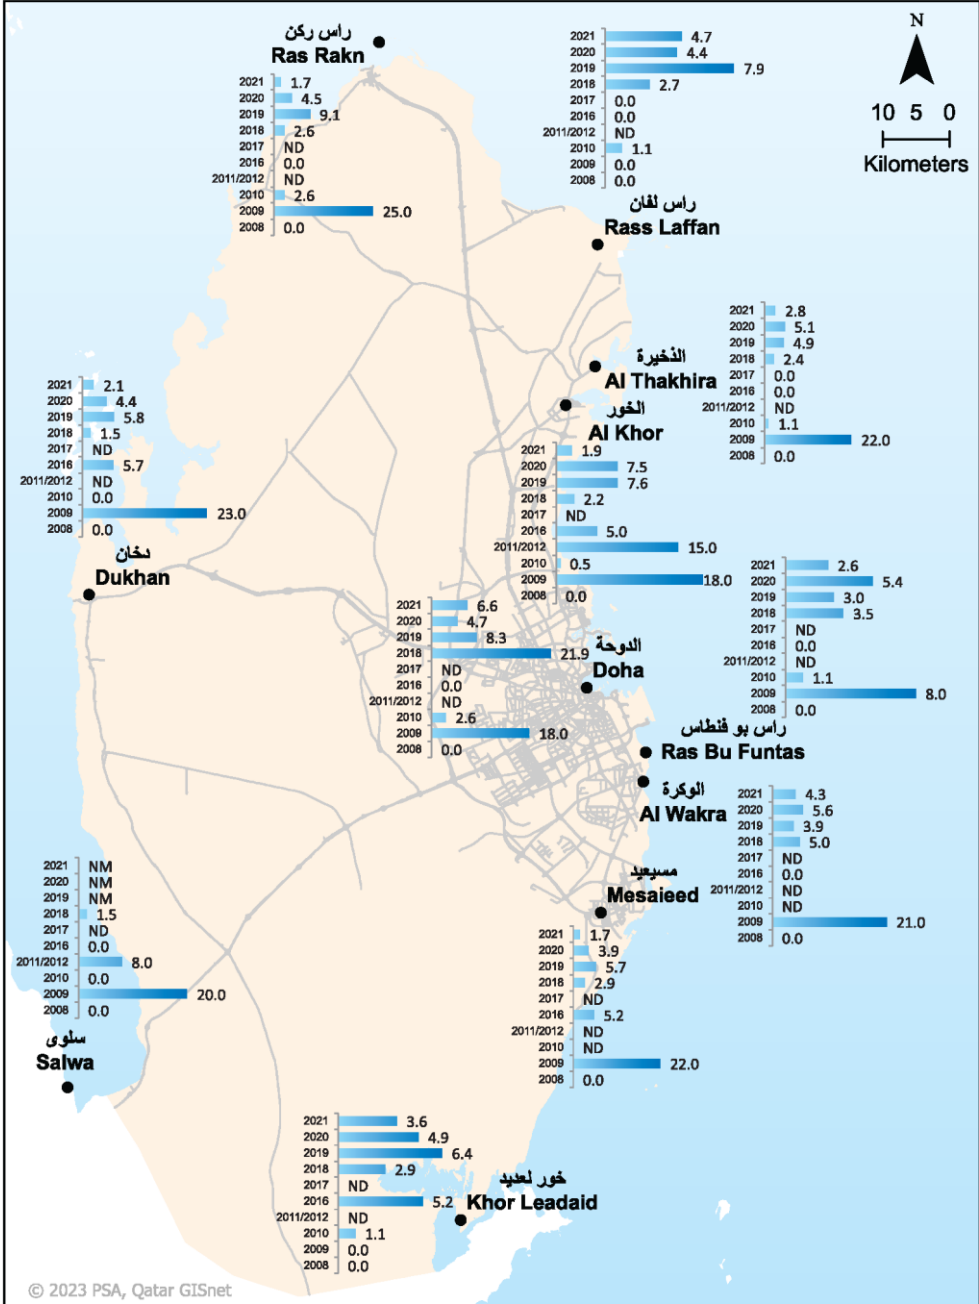 راس ركن
Ras Rakn
2021 1.7
2020 4.5
2019 9.1
2018 2.6
2017 ND
2016 0.0
2011/2012 ND
2010 2.6
2009 25.0
2008 0.0
2021 4.7
2020 4.4
2019 7.9
2018 2.7
2017 0.0
2016 0.0
2011/2012 ND
2010 1.1
2009 0.0
2008 0.0
N
10 5 0
Kilometers
راس لفان
Rass Laffan
2021 2.8
2020 5.1
2019 4.9
2018 2.4
2017 0.0
2016 0.0
2011/2012 ND
2010 1.1
2009 22.0
2008 0.0
الذخيرة
Al Thakhira
الخور
Al Khor
2021 1.9
2020 7.5
2019 7.6
2018 2.2
2017 ND
2016 5.0
2011/2012 15.0
2010 0.5
2009 18.0
2008 0.0
2021 2.1
2020 4.4
2019 5.8
2018 1.5
2017 ND
2016 5.7
2011/2012 ND
2010 0.0
2009 23.0
2008 0.0
دخان
Dukhan
2021 6.6
2020 4.7
2019 8.3
2018 21.9
2017 ND
2016 0.0
2011/2012 ND
2010 2.6
2009 18.0
2008 0.0
الدوحة
Doha
2021 2.6
2020 5.4
2019 3.0
2018 3.5
2017 ND
2016 0.0
2011/2012 ND
2010 1.1
2009 8.0
2008 0.0
راس بو فنطاس
Ras Bu Funtas
الوكرة
Al Wakra
2021 4.3
2020 5.6
2019 3.9
2018 5.0
2017 ND
2016 0.0
2011/2012 ND
2010 ND
2009 21.0
2008 0.0
مسيعيد
Mesaieed
2021 1.7
2020 3.9
2019 5.7
2018 2.9
2017 ND
2016 5.2
2011/2012 ND
2010 ND
2009 22.0
2008 0.0
2021 NM
2020 NM
2019 NM
2018 1.5
2017 ND
2016 0.0
2011/2012 8.0
2010 0.0
2009 20.0
2008 0.0
سلوى
Salwa
2021 3.6
2020 4.9
2019 6.4
2018 2.9
2017 ND
2016 5.2
2011/2012 ND
2010 1.1
2009 0.0
2008 0.0
خور لعديد
Khor Leadaid
© 2023 PSA, Qatar GISnet